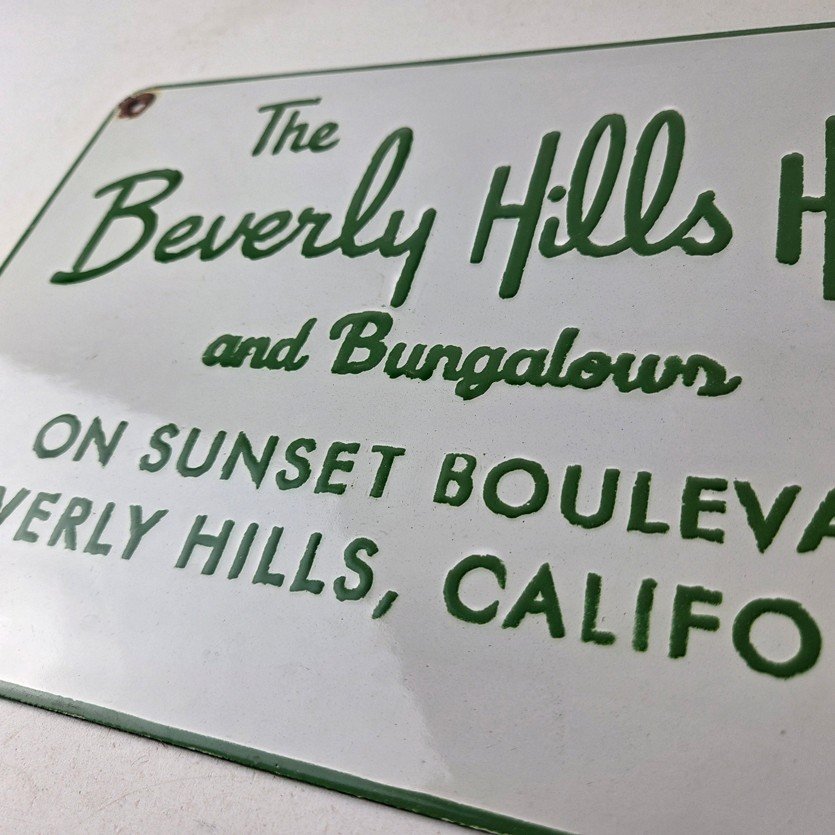 The
Beverly Hills H
and Bungalows
ON SUNSET BOULEVA
VERLY HILLS, CALIFO